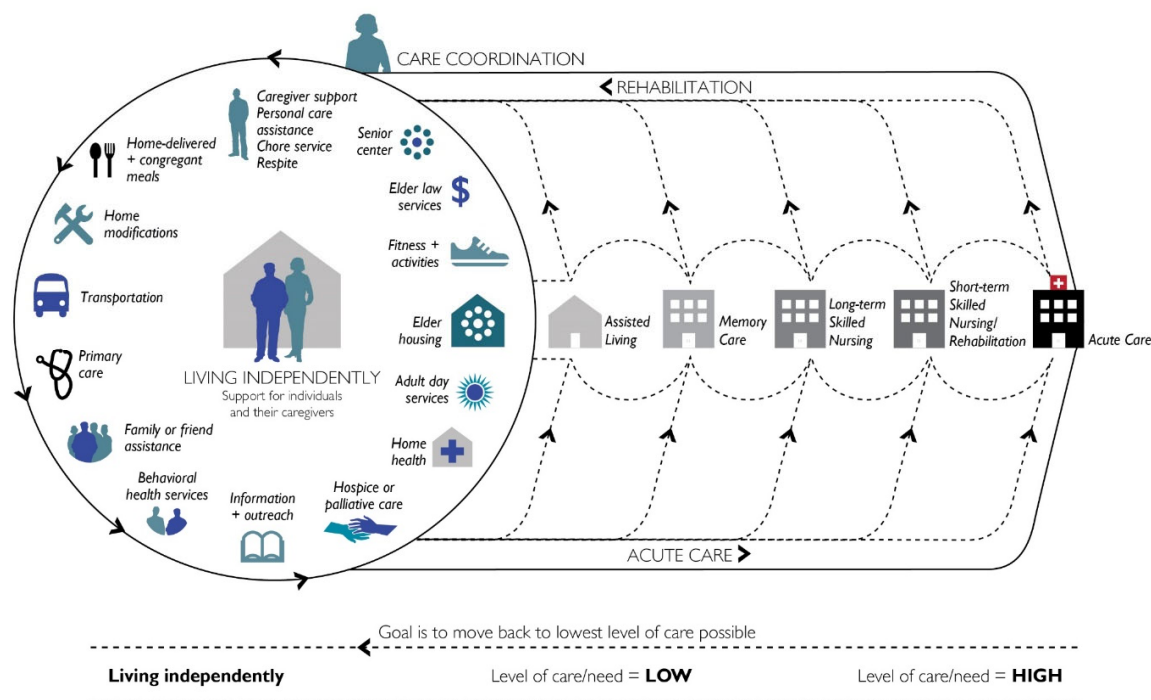 CARE COORDINATION
REHABILITATION
Caregiver support
Personal care
assistance
Chore service
Respite
Senior
center
Home-delivered
+ congregant
meals
Elder law
services
$
Home
modifications
Fitness +
activities
Transportation
Elder
housing
Assisted
Living
Memory
Care
Long-term
Skilled
Nursing
Short-term
Skilled
Nursing/
Rehabilitation
Acute Care
Primary
care
LIVING INDEPENDENTLY
Support for individuals
and their caregivers
Adult day
services
Family or friend
assistance
Home
health
Behavioral
health services
Information
+ outreach
Hospice or
palliative care
ACUTE CARE
Goal is to move back to lowest level of care possible
Living independently
Level of care/need = LOW
Level of care/need = HIGH